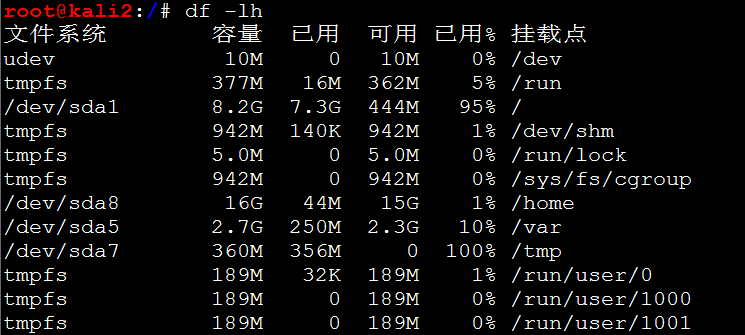 root@kali2:/# df -lh
文件系统 容量 已用 可用 已用% 挂载点
udev 10M 0 10M 0% /dev
tmpfs 377M 16M 362M 5% /run
/dev/sda1 8.2G 7.3G 444M 95% /
tmpfs 942M 140K 942M 1% /dev/shm
tmpfs 5.0M 0 5.0M 0% /run/lock
tmpfs 942M 0 942M 0% /sys/fs/cgroup
/dev/sda8 16G 44M 15G 1% /home
/dev/sda5 2.7G 250M 2.3G 10% /var
/dev/sda7 360M 356M 0 100% /tmp
tmpfs 189M 32K 189M 1% /run/user/0
tmpfs 189M 0 189M 0% /run/user/1000
tmpfs 189M 0 189M 0% /run/user/1001